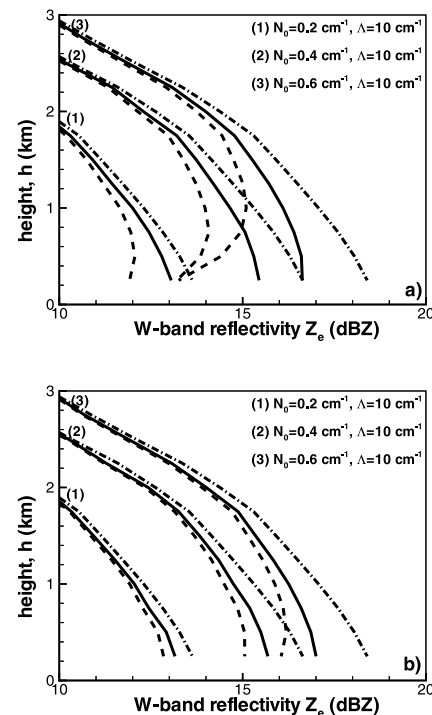 3
(3)
(1) N0=0.2 cm-1, Λ=10 cm-1
(2)
(2) N0=0.4 cm-1, Λ=10 cm-1
(3) N0=0.6 cm-1, Λ=10 cm-1
2
(1)
height, h (km)
1
a)
0
10 15 20
W-band reflectivity Ze (dBZ)
3
(3)
(1) N0=0.2 cm-1, Λ=10 cm-1
(2)
(2) N0=0.4 cm-1, Λ=10 cm-1
(3) N0=0.6 cm-1, Λ=10 cm-1
2
(1)
height, h (km)
1
b)
0
10 15 20
W-band reflectivity Ze (dBZ)